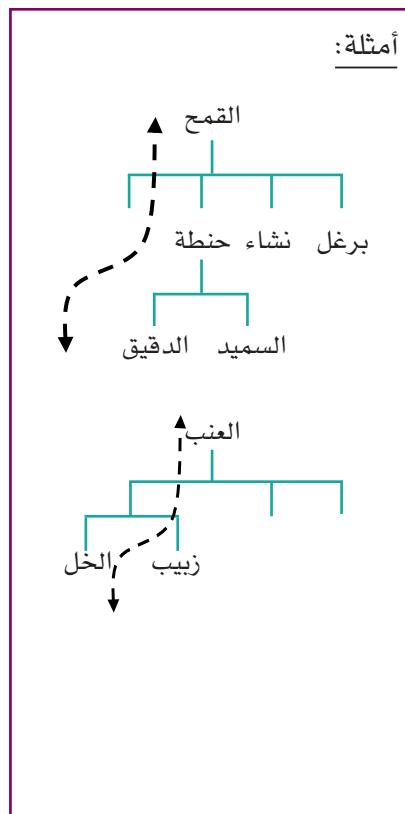 أمثلة:
القمح
برغل نشاء حنطة
السميد الدقيق
العنب
زبيب الخل